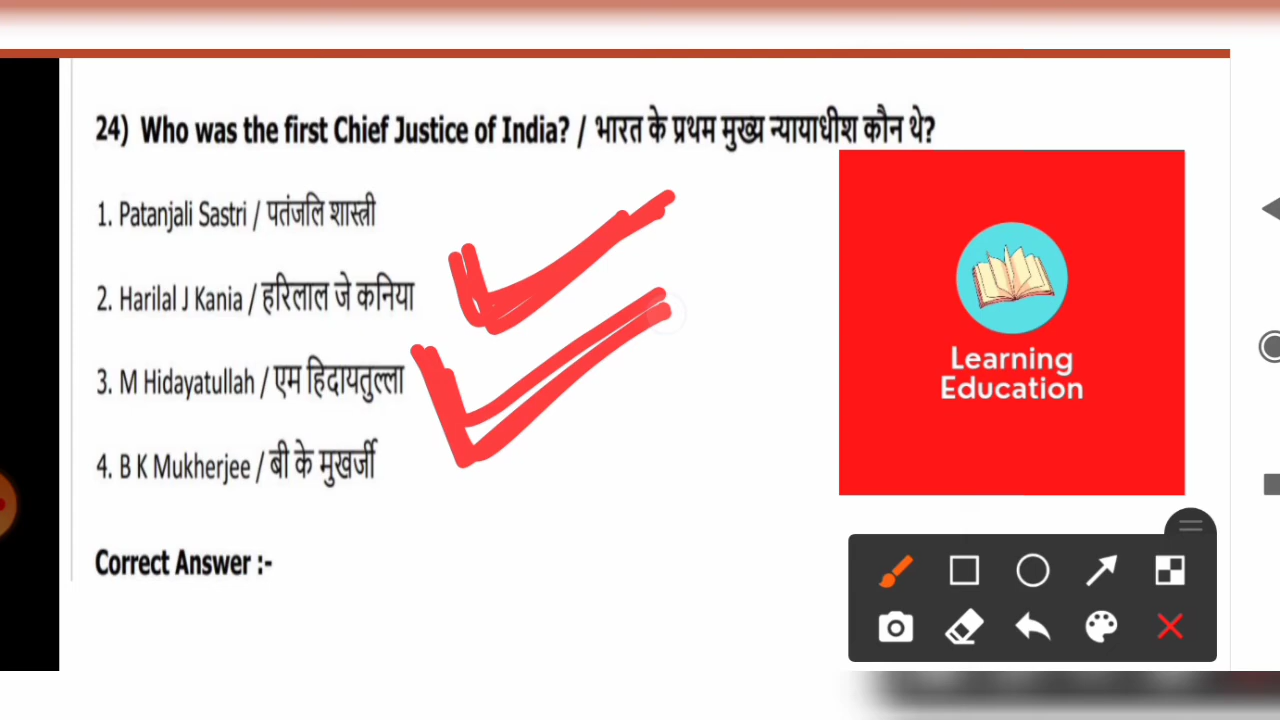 24) Who was the first Chief Justice of India? / भारत के प्रथम मुख्य न्यायाधीश कौन थे?
1. Patanjali Sastri / पतंजलि शास्त्री
2. Harilal J Kania / हरिलाल जे कनिया
3. M Hidayatullah / एम हिदायतुल्ला
4. B K Mukherjee / बी के मुखर्जी
Correct Answer :-
Learning
Education